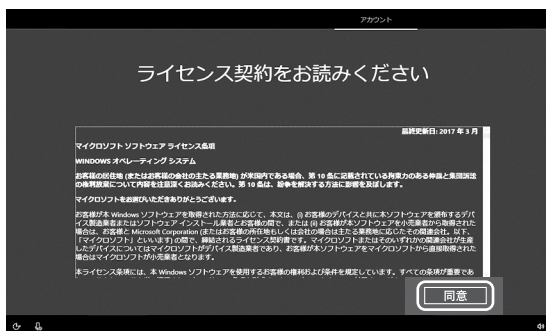 アカウント
ライセンス契約をお読みください
最終更新日: 2017 年 3 月
マイクロソフト ソフトウェア ライセンス条項
WINDOWS オペレーティング システム
お客様の居住地 (またはお客様の会社の主たる業務地) が米国内である場合、第 10 条に記載されている拘束力のある仲裁と集団訴訟
の権利放棄について内容を注意深くお読みください。第 10 条は、紛争を解決する方法に影響を及ぼします。
マイクロソフトをお選びいただきありがとうございます。
お客様が本 Windows ソフトウェアを取得された方法に応じて、本文は、(i) お客様のデバイスと共に本ソフトウェアを頒布するデバ
イス製造業者またはソフトウェア インストール業者とお客様の間で、または (ii) お客様が本ソフトウェアを小売業者から取得された
場合は、お客様と Microsoft Corporation (またはお客様の所在地もしくは会社の場合は主たる業務地に応じたその関連会社。以下、
「マイクロソフト」といいます) の間で、締結されるライセンス契約書です。マイクロソフトまたはそのいずれかの関連会社が生産
したデバイスについてはマイクロソフトがデバイス製造業者であり、お客様が本ソフトウェアをマイクロソフトから直接取得された
場合はマイクロソフトが小売業者となります。
本ライセンス条項には、本 Windows ソフトウェアを使用するお客様の権利および条件を規定しています。すべての条項が重要であ
同意